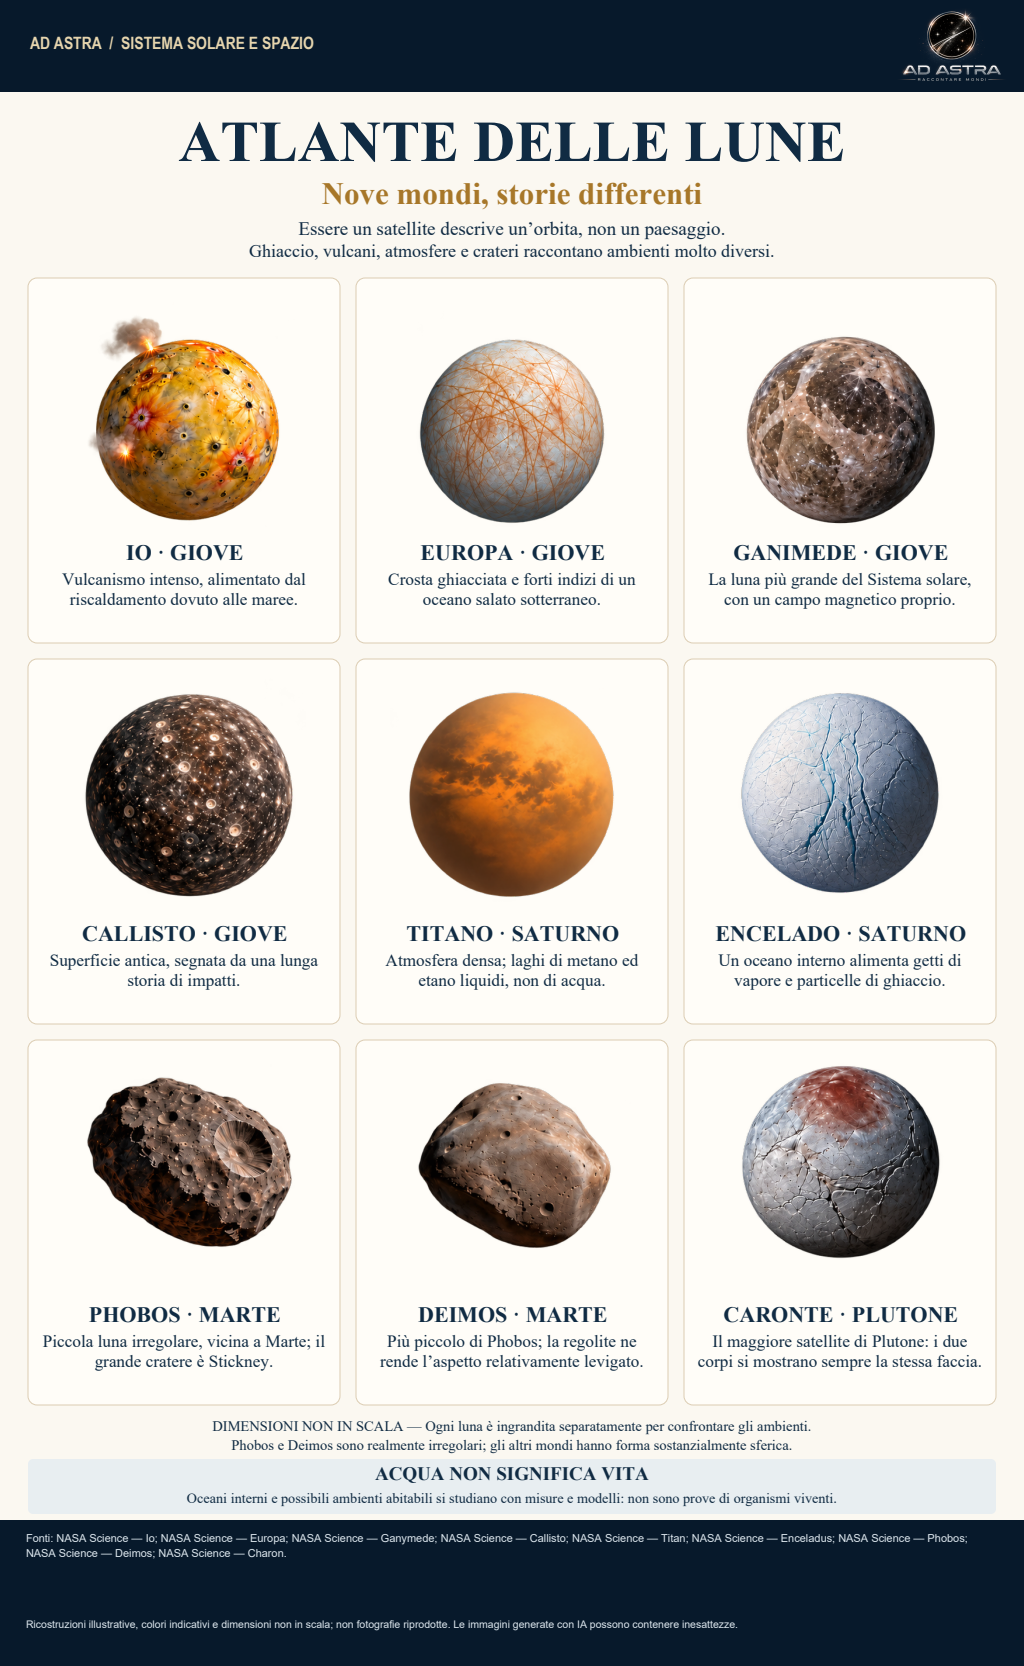 AD ASTRA / SISTEMA SOLARE E SPAZIO
AD ASTRA
RACCONTARE MONDI
ATLANTE DELLE LUNE
Nove mondi, storie differenti
Essere un satellite descrive un’orbita, non un paesaggio.
Ghiaccio, vulcani, atmosfere e crateri raccontano ambienti molto diversi.
IO · GIOVE
Vulcanismo intenso, alimentato dal
riscaldamento dovuto alle maree.
EUROPA · GIOVE
Crosta ghiacciata e forti indizi di un
oceano salato sotterraneo.
GANIMEDE · GIOVE
La luna più grande del Sistema solare,
con un campo magnetico proprio.
CALLISTO · GIOVE
Superficie antica, segnata da una lunga
storia di impatti.
TITANO · SATURNO
Atmosfera densa; laghi di metano ed
etano liquidi, non di acqua.
ENCELADO · SATURNO
Un oceano interno alimenta getti di
vapore e particelle di ghiaccio.
PHOBOS · MARTE
Piccola luna irregolare, vicina a Marte; il
grande cratere è Stickney.
DEIMOS · MARTE
Più piccolo di Phobos; la regolite ne
rende l’aspetto relativamente levigato.
CARONTE · PLUTONE
Il maggiore satellite di Plutone: i due
corpi si mostrano sempre la stessa faccia.
DIMENSIONI NON IN SCALA — Ogni luna è ingrandita separatamente per confrontare gli ambienti.
Phobos e Deimos sono realmente irregolari; gli altri mondi hanno forma sostanzialmente sferica.
ACQUA NON SIGNIFICA VITA
Oceani interni e possibili ambienti abitabili si studiano con misure e modelli: non sono prove di organismi viventi.
Fonti: NASA Science — Io; NASA Science — Europa; NASA Science — Ganymede; NASA Science — Callisto; NASA Science — Titan; NASA Science — Enceladus; NASA Science — Phobos;
NASA Science — Deimos; NASA Science — Charon.
Ricostruzioni illustrative, colori indicativi e dimensioni non in scala; non fotografie riprodotte. Le immagini generate con IA possono contenere inesattezze.